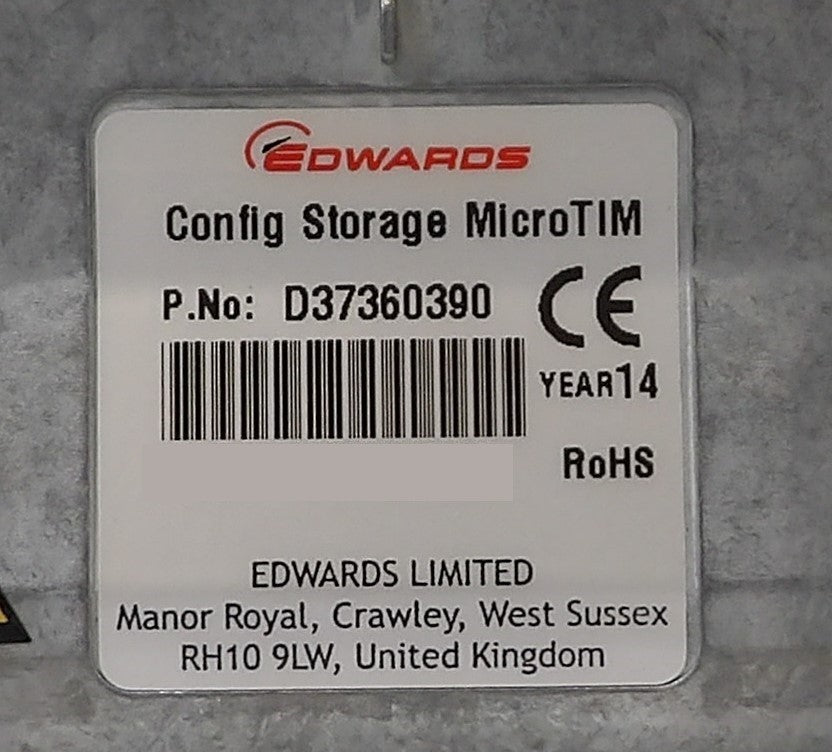 EDWARDS
Config Storage MicroTIM
P.No: D37360390
CE
YEAR14
RoHS
EDWARDS LIMITED
Manor Royal, Crawley, West Sussex
RH10 9LW, United Kingdom